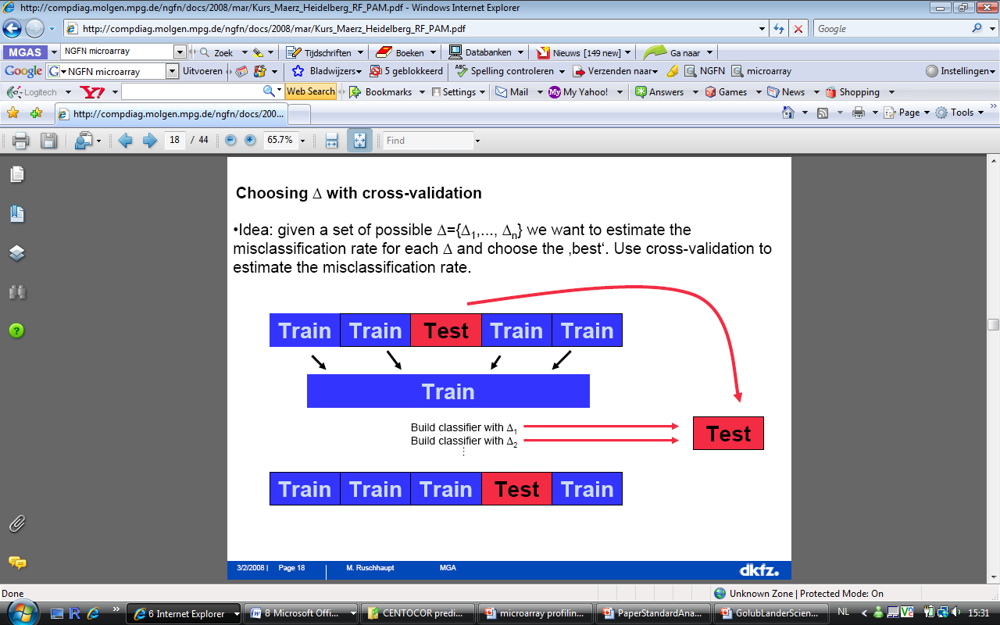 http://compdiag.molgen.mpg.de/ngfn/docs/2008/mar/Kurs_Maerz_Heidelberg_RF_PAM.pdf - Windows Internet Explorer
http://compdiag.molgen.mpg.de/ngfn/docs/2008/mar/Kurs_Maerz_Heidelberg_RF_PAM.pdf Google
MGAS NGFN microarray Zoek Tijdschriften Boeken Databanken Nieuws [149 new] Ga naar
Google G NGFN microarray Uitvoeren Bladwijzers 5 geblokkeerd ABC Spelling controleren Verzenden naar NGFN microarray Instellingen
Logitech Y! Web Search Bookmarks Settings Mail My Yahoo! Answers Games News Shopping
http://compdiag.molgen.mpg.de/ngfn/docs/200... Page Tools
18 / 44 65.7% Find
Choosing Δ with cross-validation
•Idea: given a set of possible Δ={Δ1,..., Δn} we want to estimate the
misclassification rate for each Δ and choose the ‚best‘. Use cross-validation to
estimate the misclassification rate.
Train Train Test Train Train
Train
Build classifier with Δ1
Build classifier with Δ2
⋮
Test
Train Train Train Test Train
3/2/2008 | Page 18 M. Ruschhaupt MGA dkfz.
Done Unknown Zone | Protected Mode: On
6 Internet Explorer 8 Microsoft Offi... CENTOCOR predi... microarray profilin... PaperStandardAna... GolubLanderScien... NL 15:31